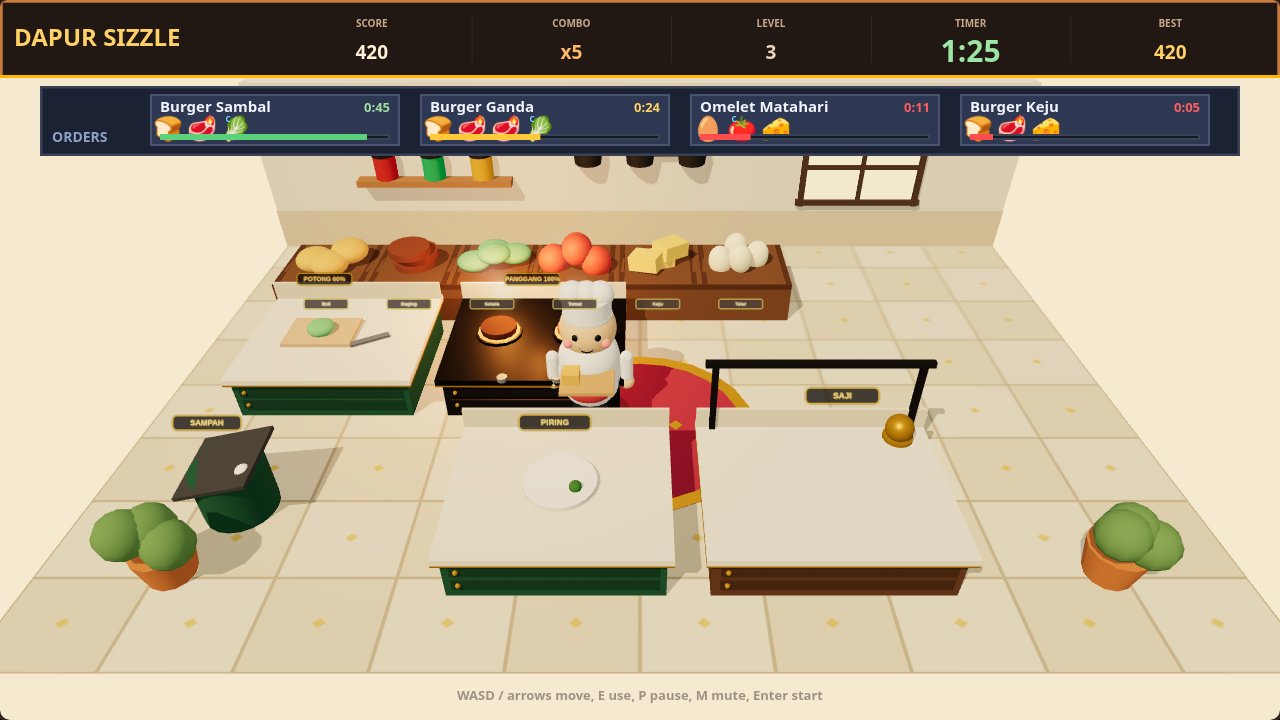 DAPUR SIZZLE
SCORE
420
COMBO
x5
LEVEL
3
TIMER
1:25
BEST
420
ORDERS
Burger Sambal 0:45
Burger Ganda 0:24
Omelet Matahari 0:11
Burger Keju 0:05
POTONG 60%
PANGGANG 100%
Roti
Daging
Selada
Tomat
Keju
Telur
SAJI
SAMPAH
PIRING
WASD / arrows move, E use, P pause, M mute, Enter start